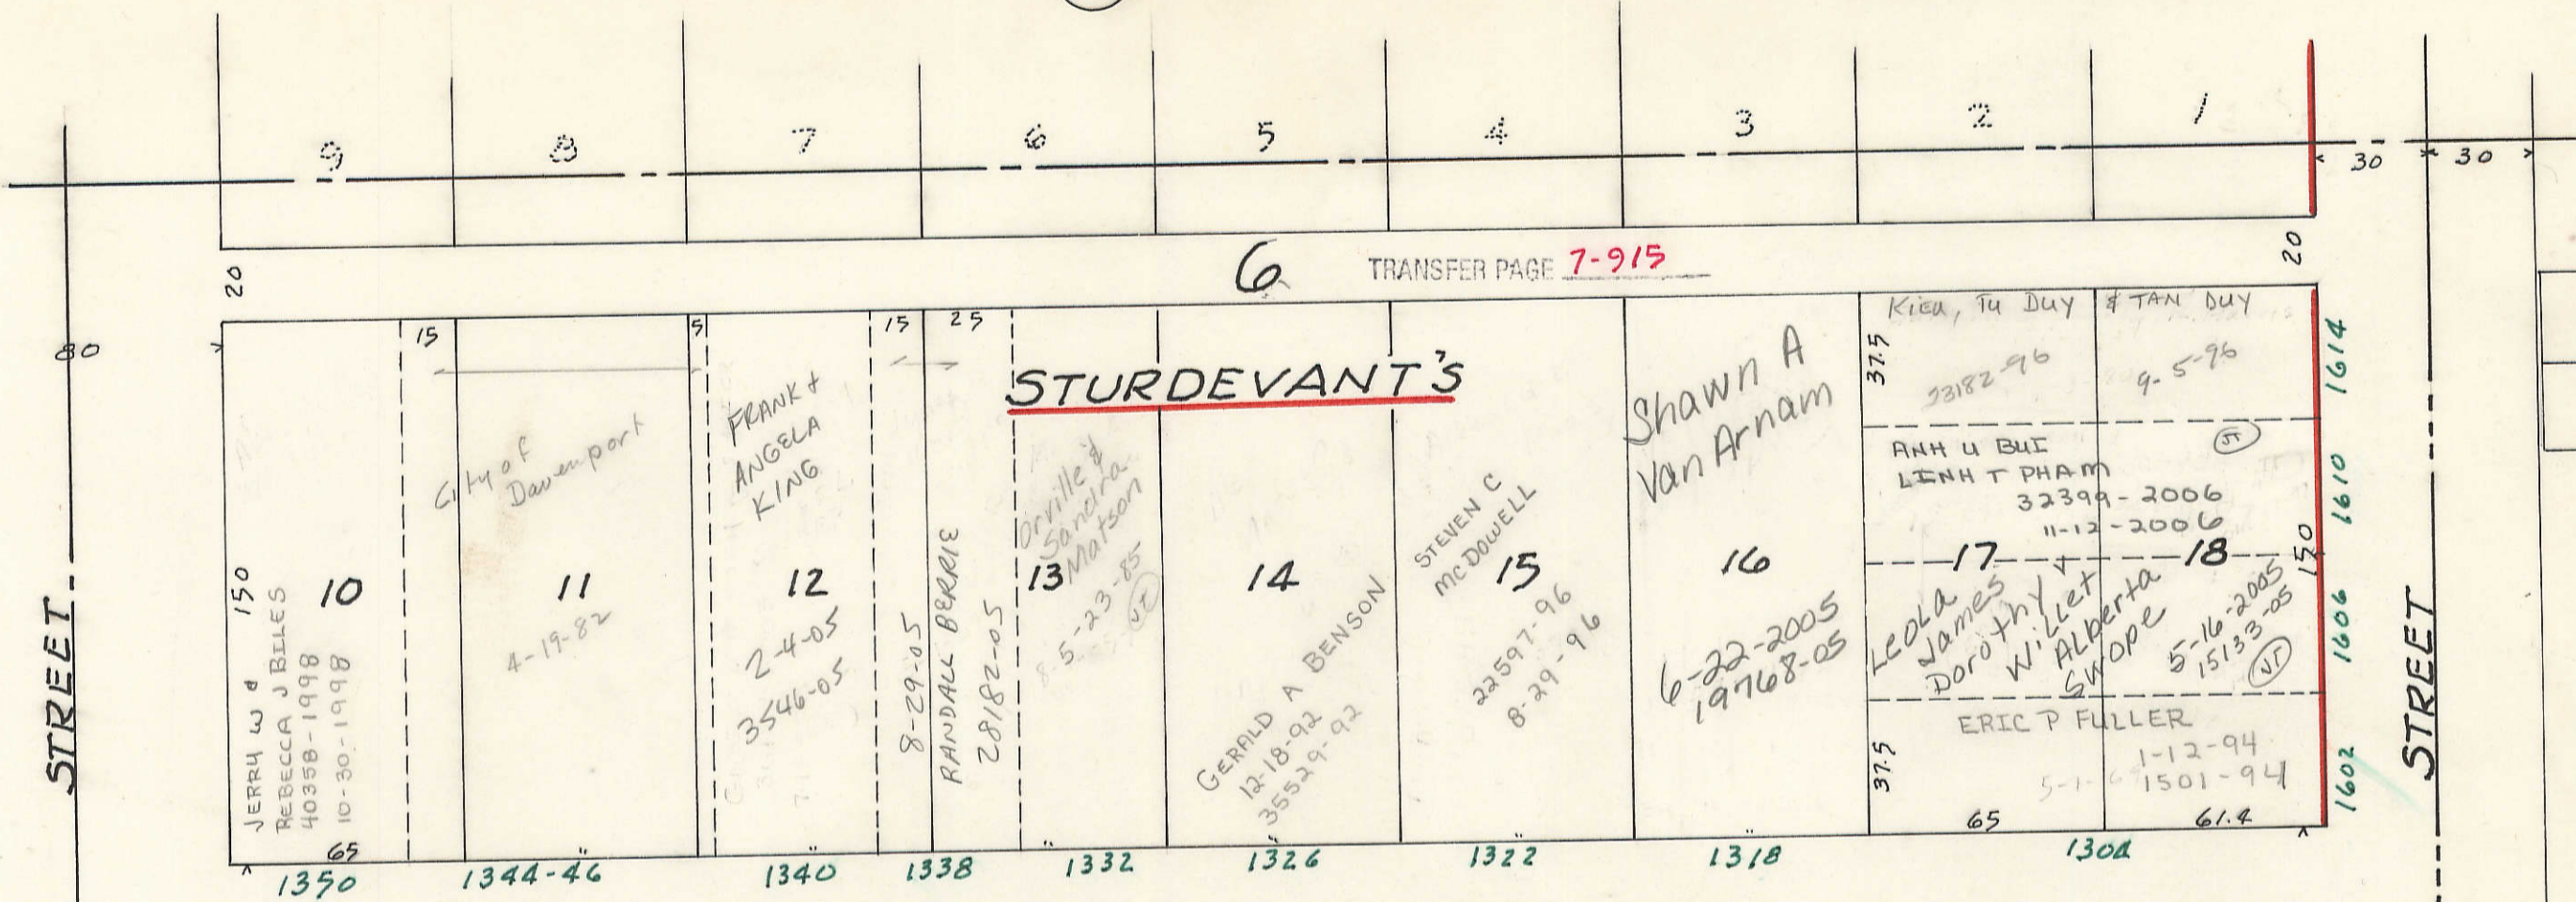 9
8
7
6
5
4
3
2
1
30
30
20
6
TRANSFER PAGE 7-915
20
80
15
5
15
25
STURDEVANT'S
City of
Davenport
11
4-19-82
FRANK &
ANGELA
KING
12
2-4-05
3546-05
150
10
JERRY W &
REBECCA J BILES
40358-1998
10-30-1998
65
8-29-05
RANDALL BERRIE
28182-05
Orville &
Sandra
Matson
13
5-23-85
JT
14
GERALD A BENSON
12-18-92
35529-92
STEVEN C
McDOWELL
15
22597-96
8-29-96
Shawn A
Van Arnam
16
6-22-2005
19768-05
Kieu, Tu Duy & TAN DUY
37.5
23182-96
9-5-96
ANH U BUI
LINH T PHAM
32399-2006
11-12-2006
JT
17
18
150
Leola
James
Dorithy &
Willet
Alberta
Swope
5-16-2005
15133-05
JT
ERIC P FULLER
1-12-94
1501-94
37.5
65
61.4
1614
1610
1606
1602
STREET
STREET
1350
1344-46
1340
1338
1332
1326
1322
1318